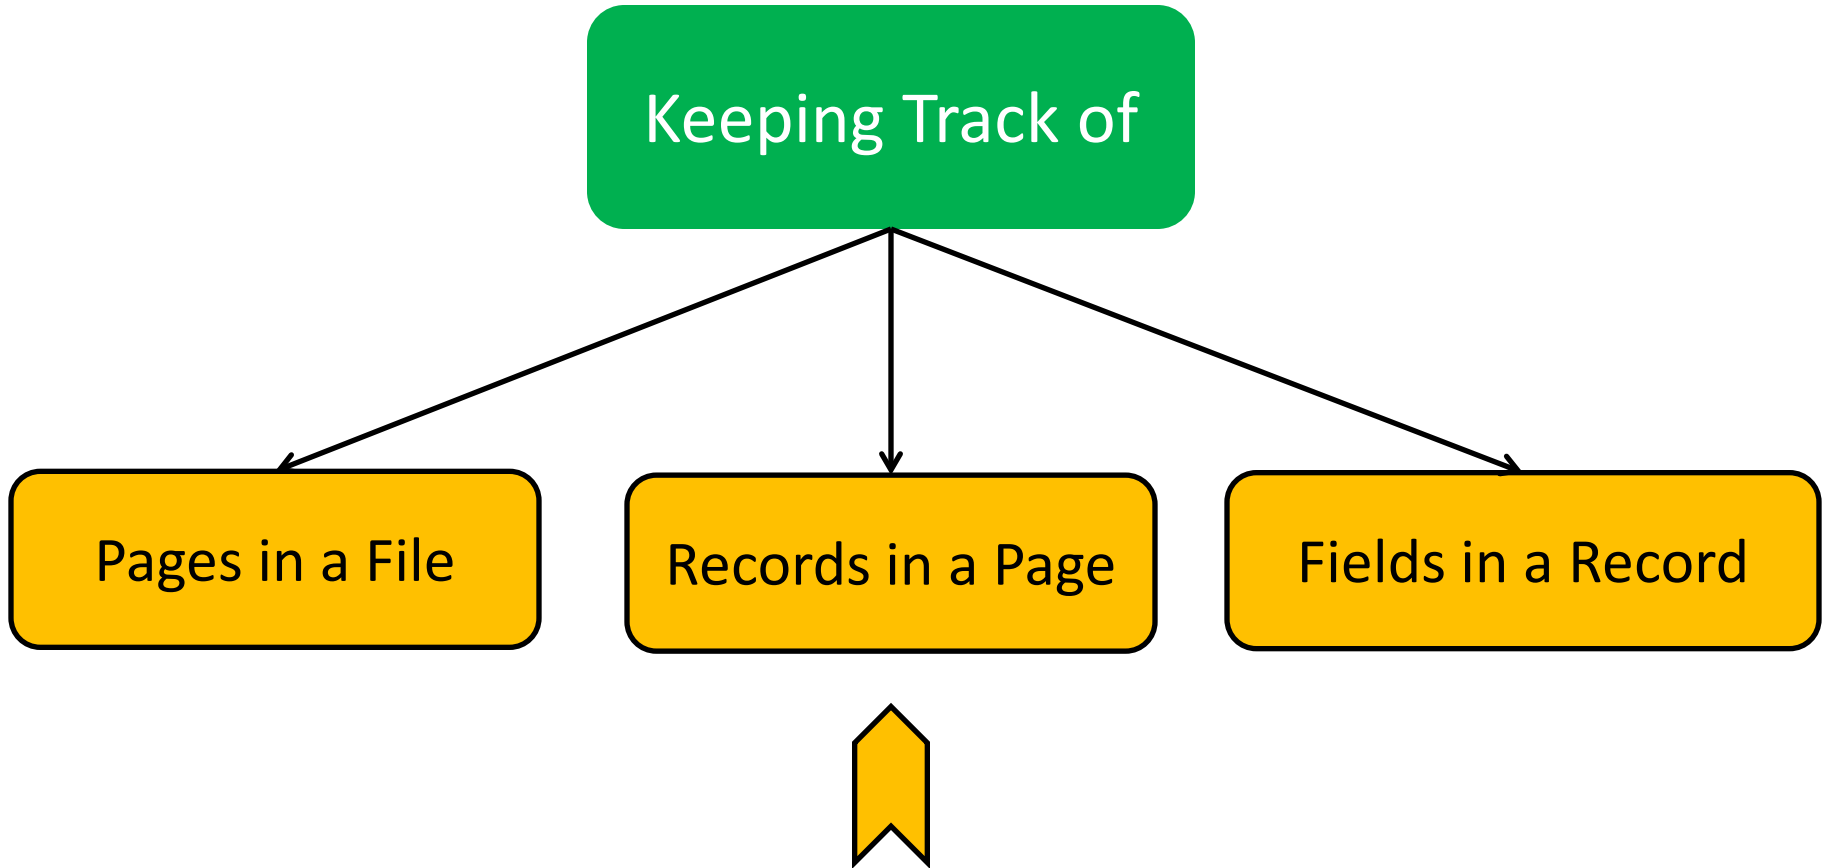 Keeping Track of
Pages in a File
Records in a Page
Fields in a Record